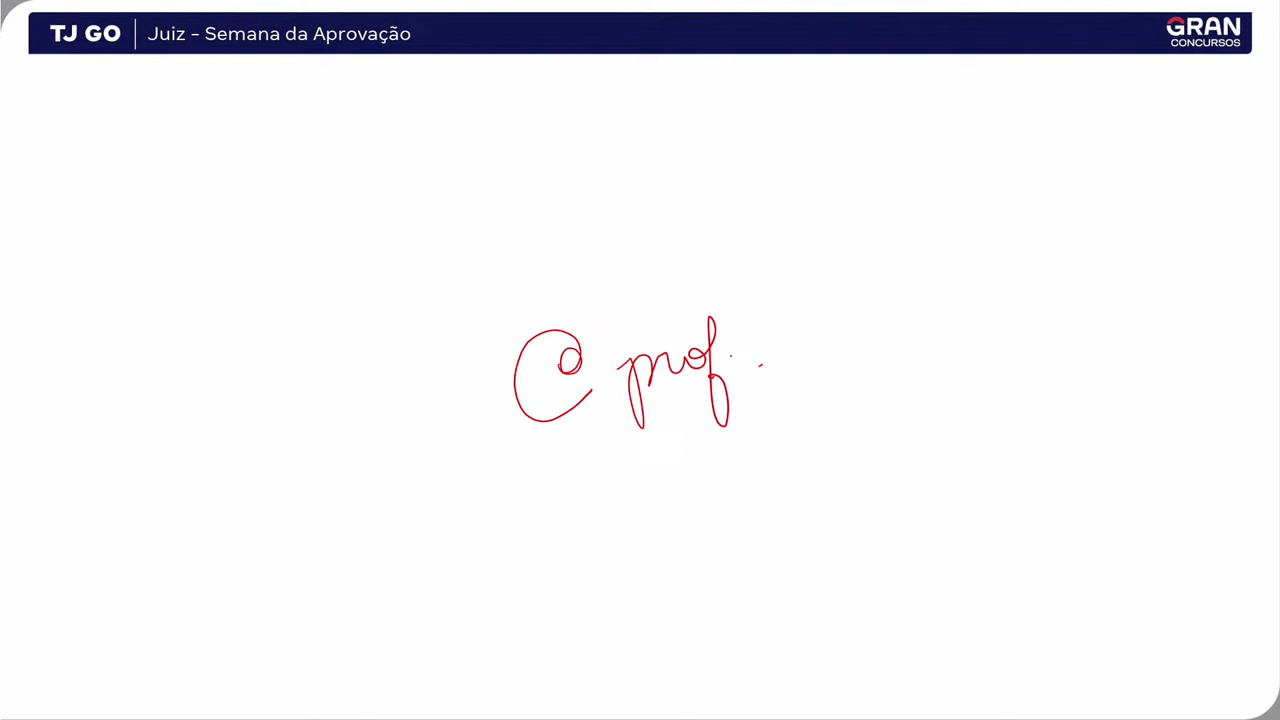 TJ GO | Juiz – Semana da Aprovação
GRAN
CONCURSOS
@prof.